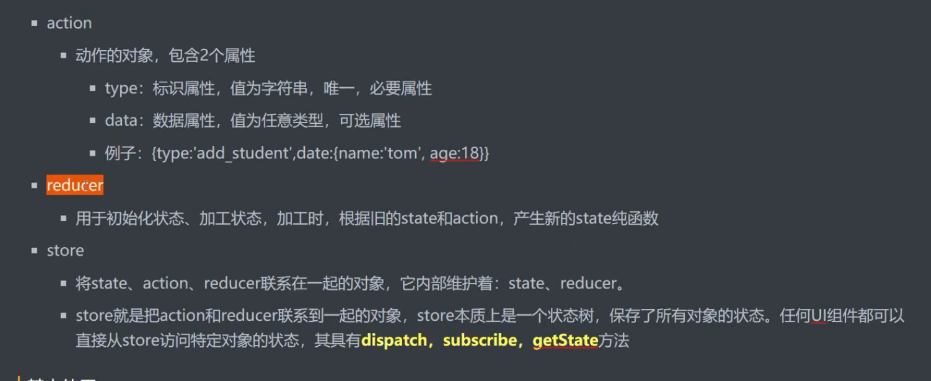 action
动作的对象，包含2个属性
type：标识属性，值为字符串，唯一，必要属性
data：数据属性，值为任意类型，可选属性
例子：{type:'add_student',date:{name:'tom', age:18}}
reducer
用于初始化状态、加工状态，加工时，根据旧的state和action，产生新的state纯函数
store
将state、action、reducer联系在一起的对象，它内部维护着：state、reducer。
store就是把action和reducer联系到一起的对象，store本质上是一个状态树，保存了所有对象的状态。任何UI组件都可以
直接从store访问特定对象的状态，其具有dispatch，subscribe，getState方法